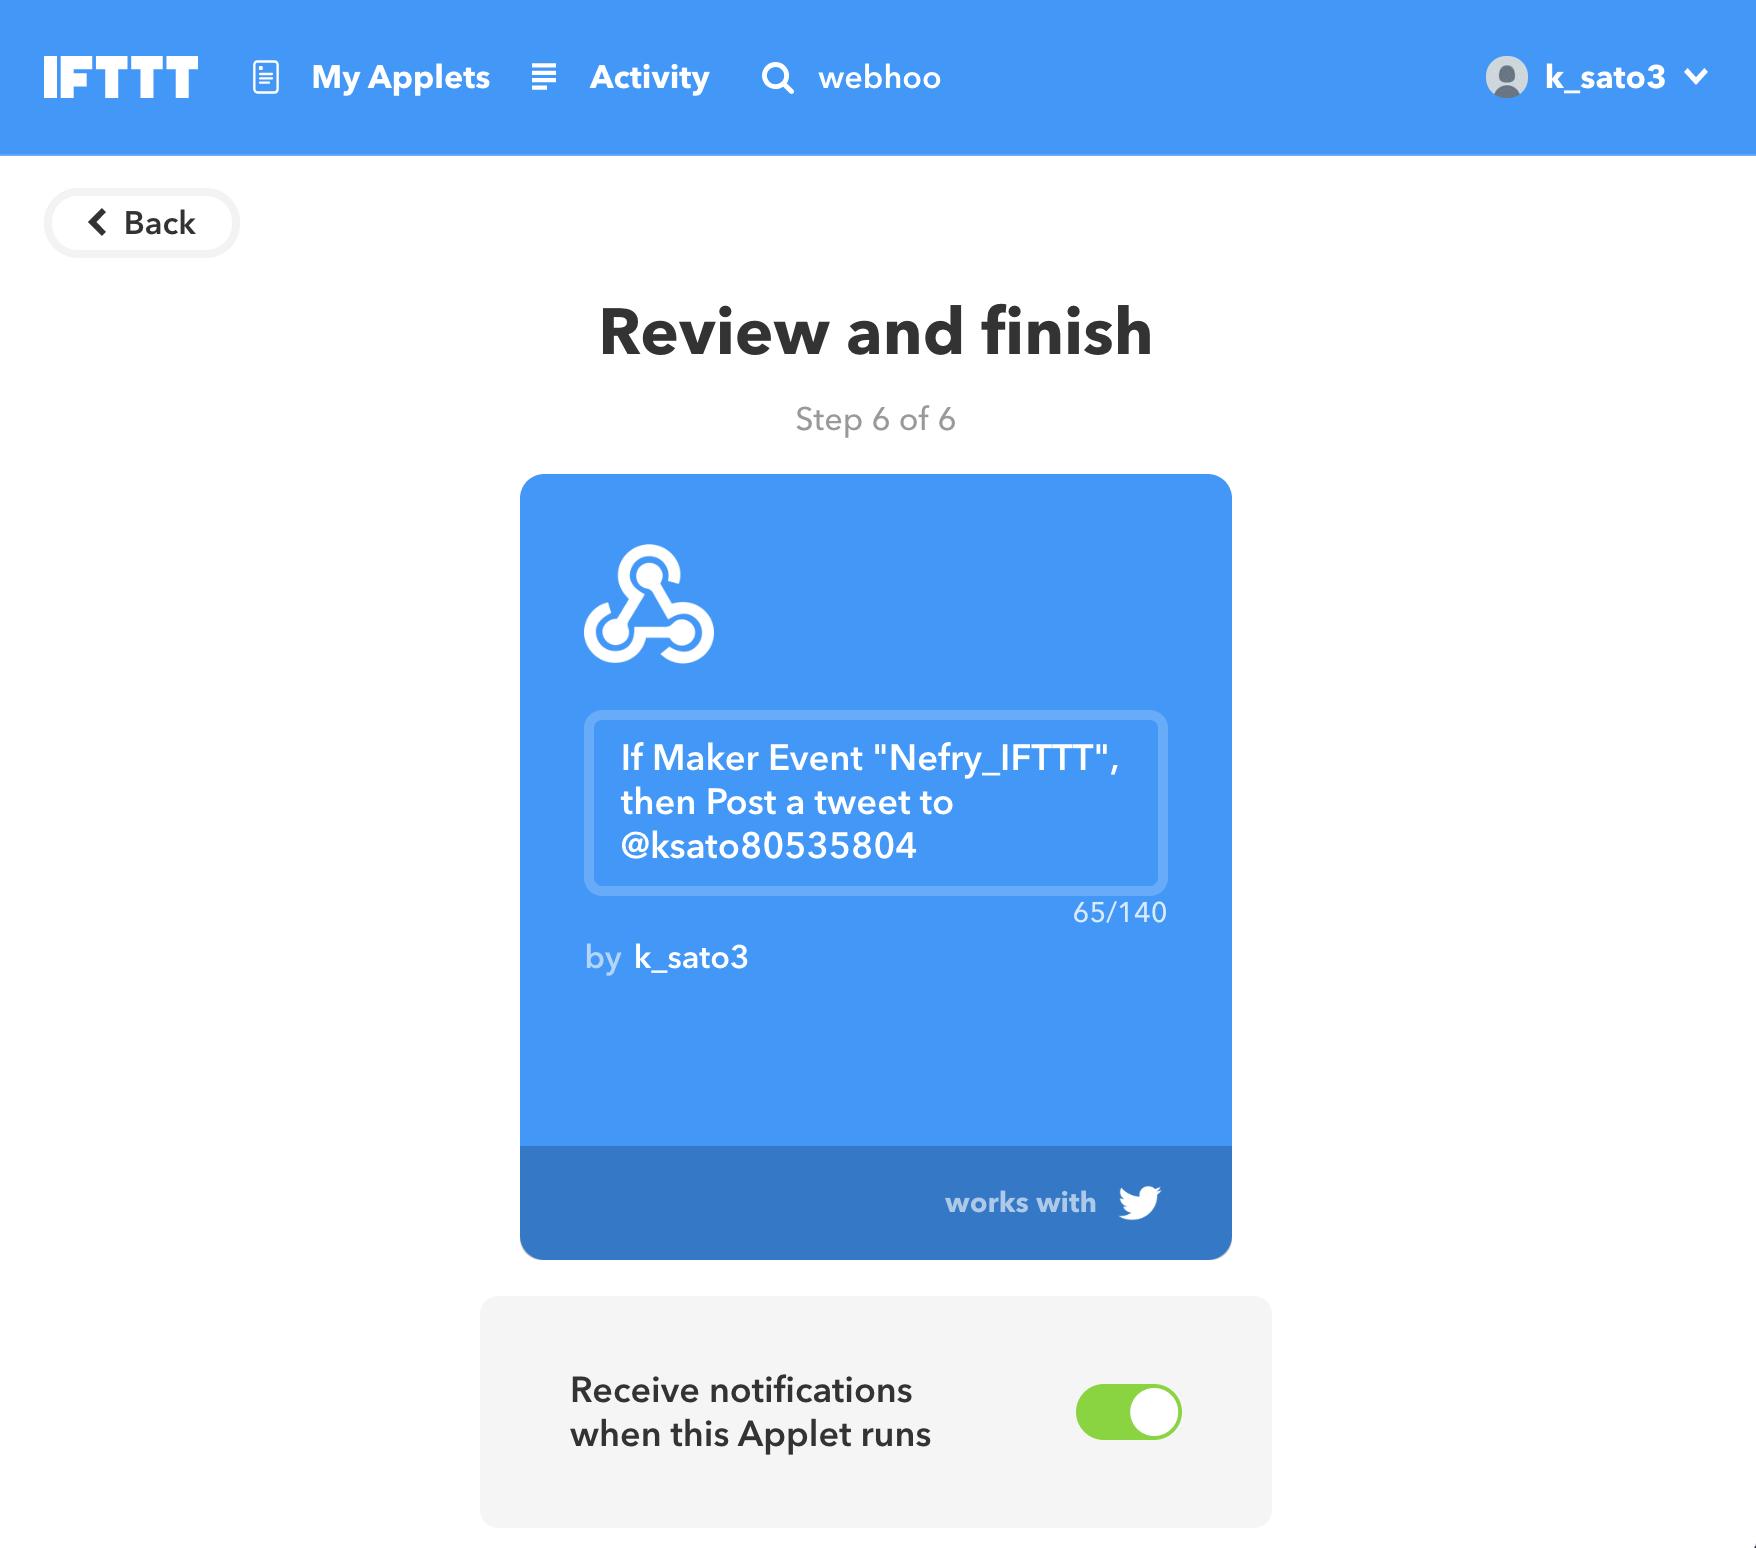 IFTTT My Applets Activity webhoo k_sato3
Back
Review and finish
Step 6 of 6
If Maker Event "Nefry_IFTTT",
then Post a tweet to
@ksato80535804
65/140
by k_sato3
works with
Receive notifications
when this Applet runs